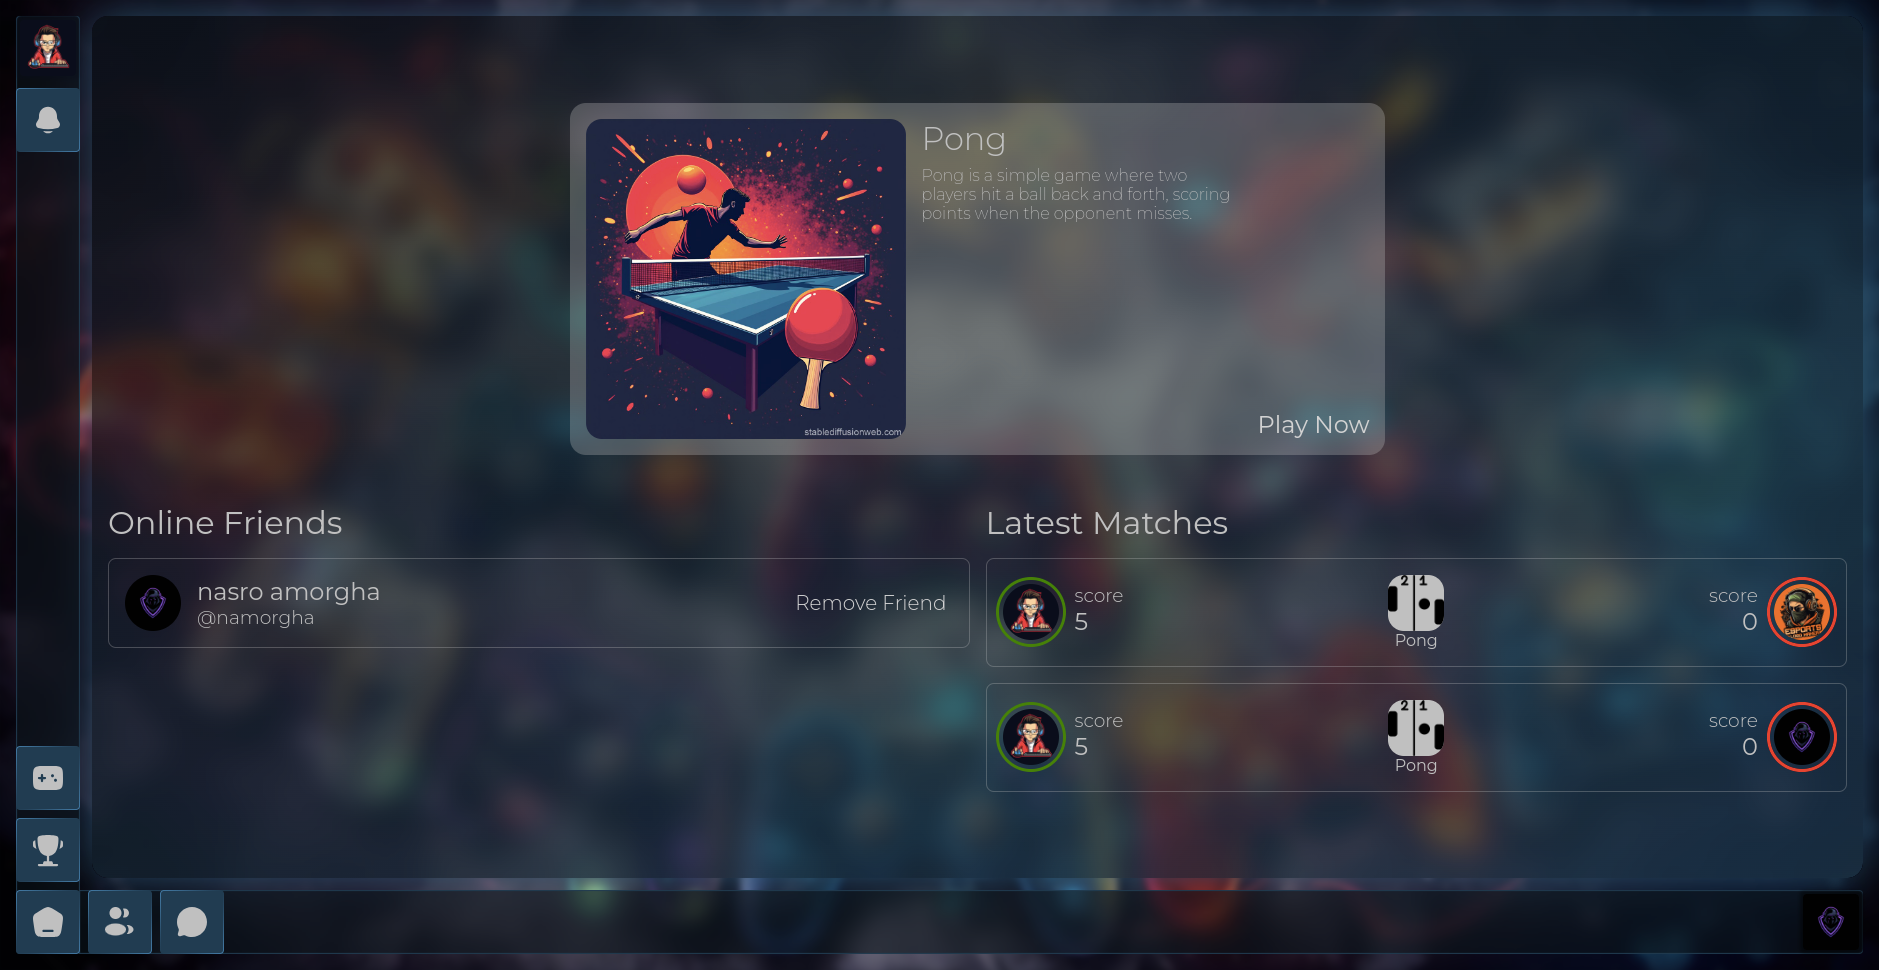 Pong
Pong is a simple game where two
players hit a ball back and forth, scoring
points when the opponent misses.
stablediffusionweb.com
Play Now
Online Friends
nasro amorgha
@namorgha
Remove Friend
Latest Matches
score
5
2 1
Pong
score
0
ESPORTS
score
5
2 1
Pong
score
0